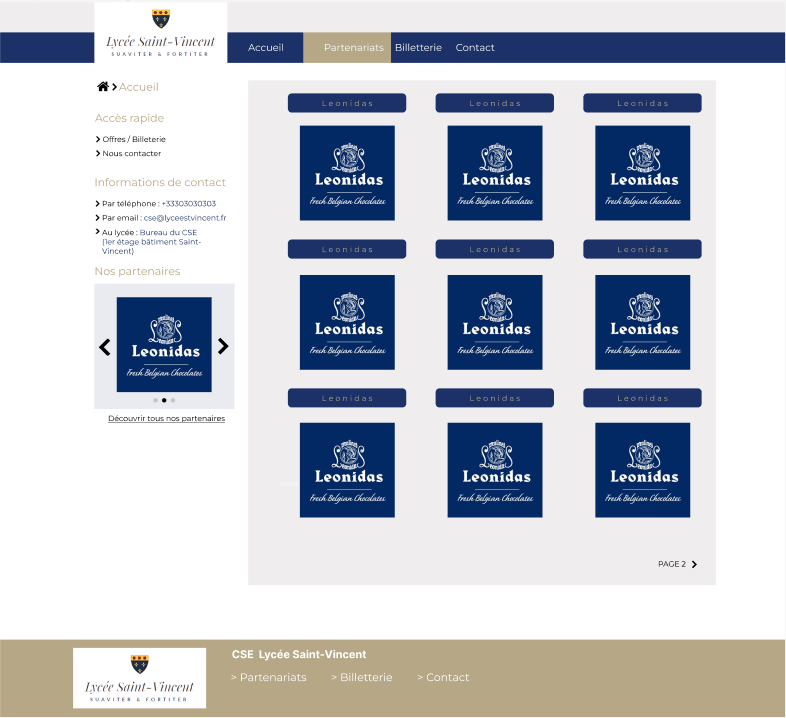 Lycée Saint-Vincent
SUAVITER & FORTITER
Accueil Partenariats Billetterie Contact
Accueil
Accès rapide
Offres / Billeterie
Nous contacter
Informations de contact
Par téléphone : +33303030303
Par email : cse@lyceestvincent.fr
Au lycée : Bureau du CSE
(1er étage bâtiment Saint-
Vincent)
Nos partenaires
Leonidas
Fresh Belgian Chocolates
Découvrir tous nos partenaires
Leonidas Leonidas Leonidas
Leonidas Leonidas Leonidas
Fresh Belgian Chocolates Fresh Belgian Chocolates Fresh Belgian Chocolates
Leonidas Leonidas Leonidas
Leonidas Leonidas Leonidas
Fresh Belgian Chocolates Fresh Belgian Chocolates Fresh Belgian Chocolates
Leonidas Leonidas Leonidas
Leonidas Leonidas Leonidas
Fresh Belgian Chocolates Fresh Belgian Chocolates Fresh Belgian Chocolates
PAGE 2
Lycée Saint-Vincent
SUAVITER & FORTITER
CSE Lycée Saint-Vincent
> Partenariats > Billetterie > Contact